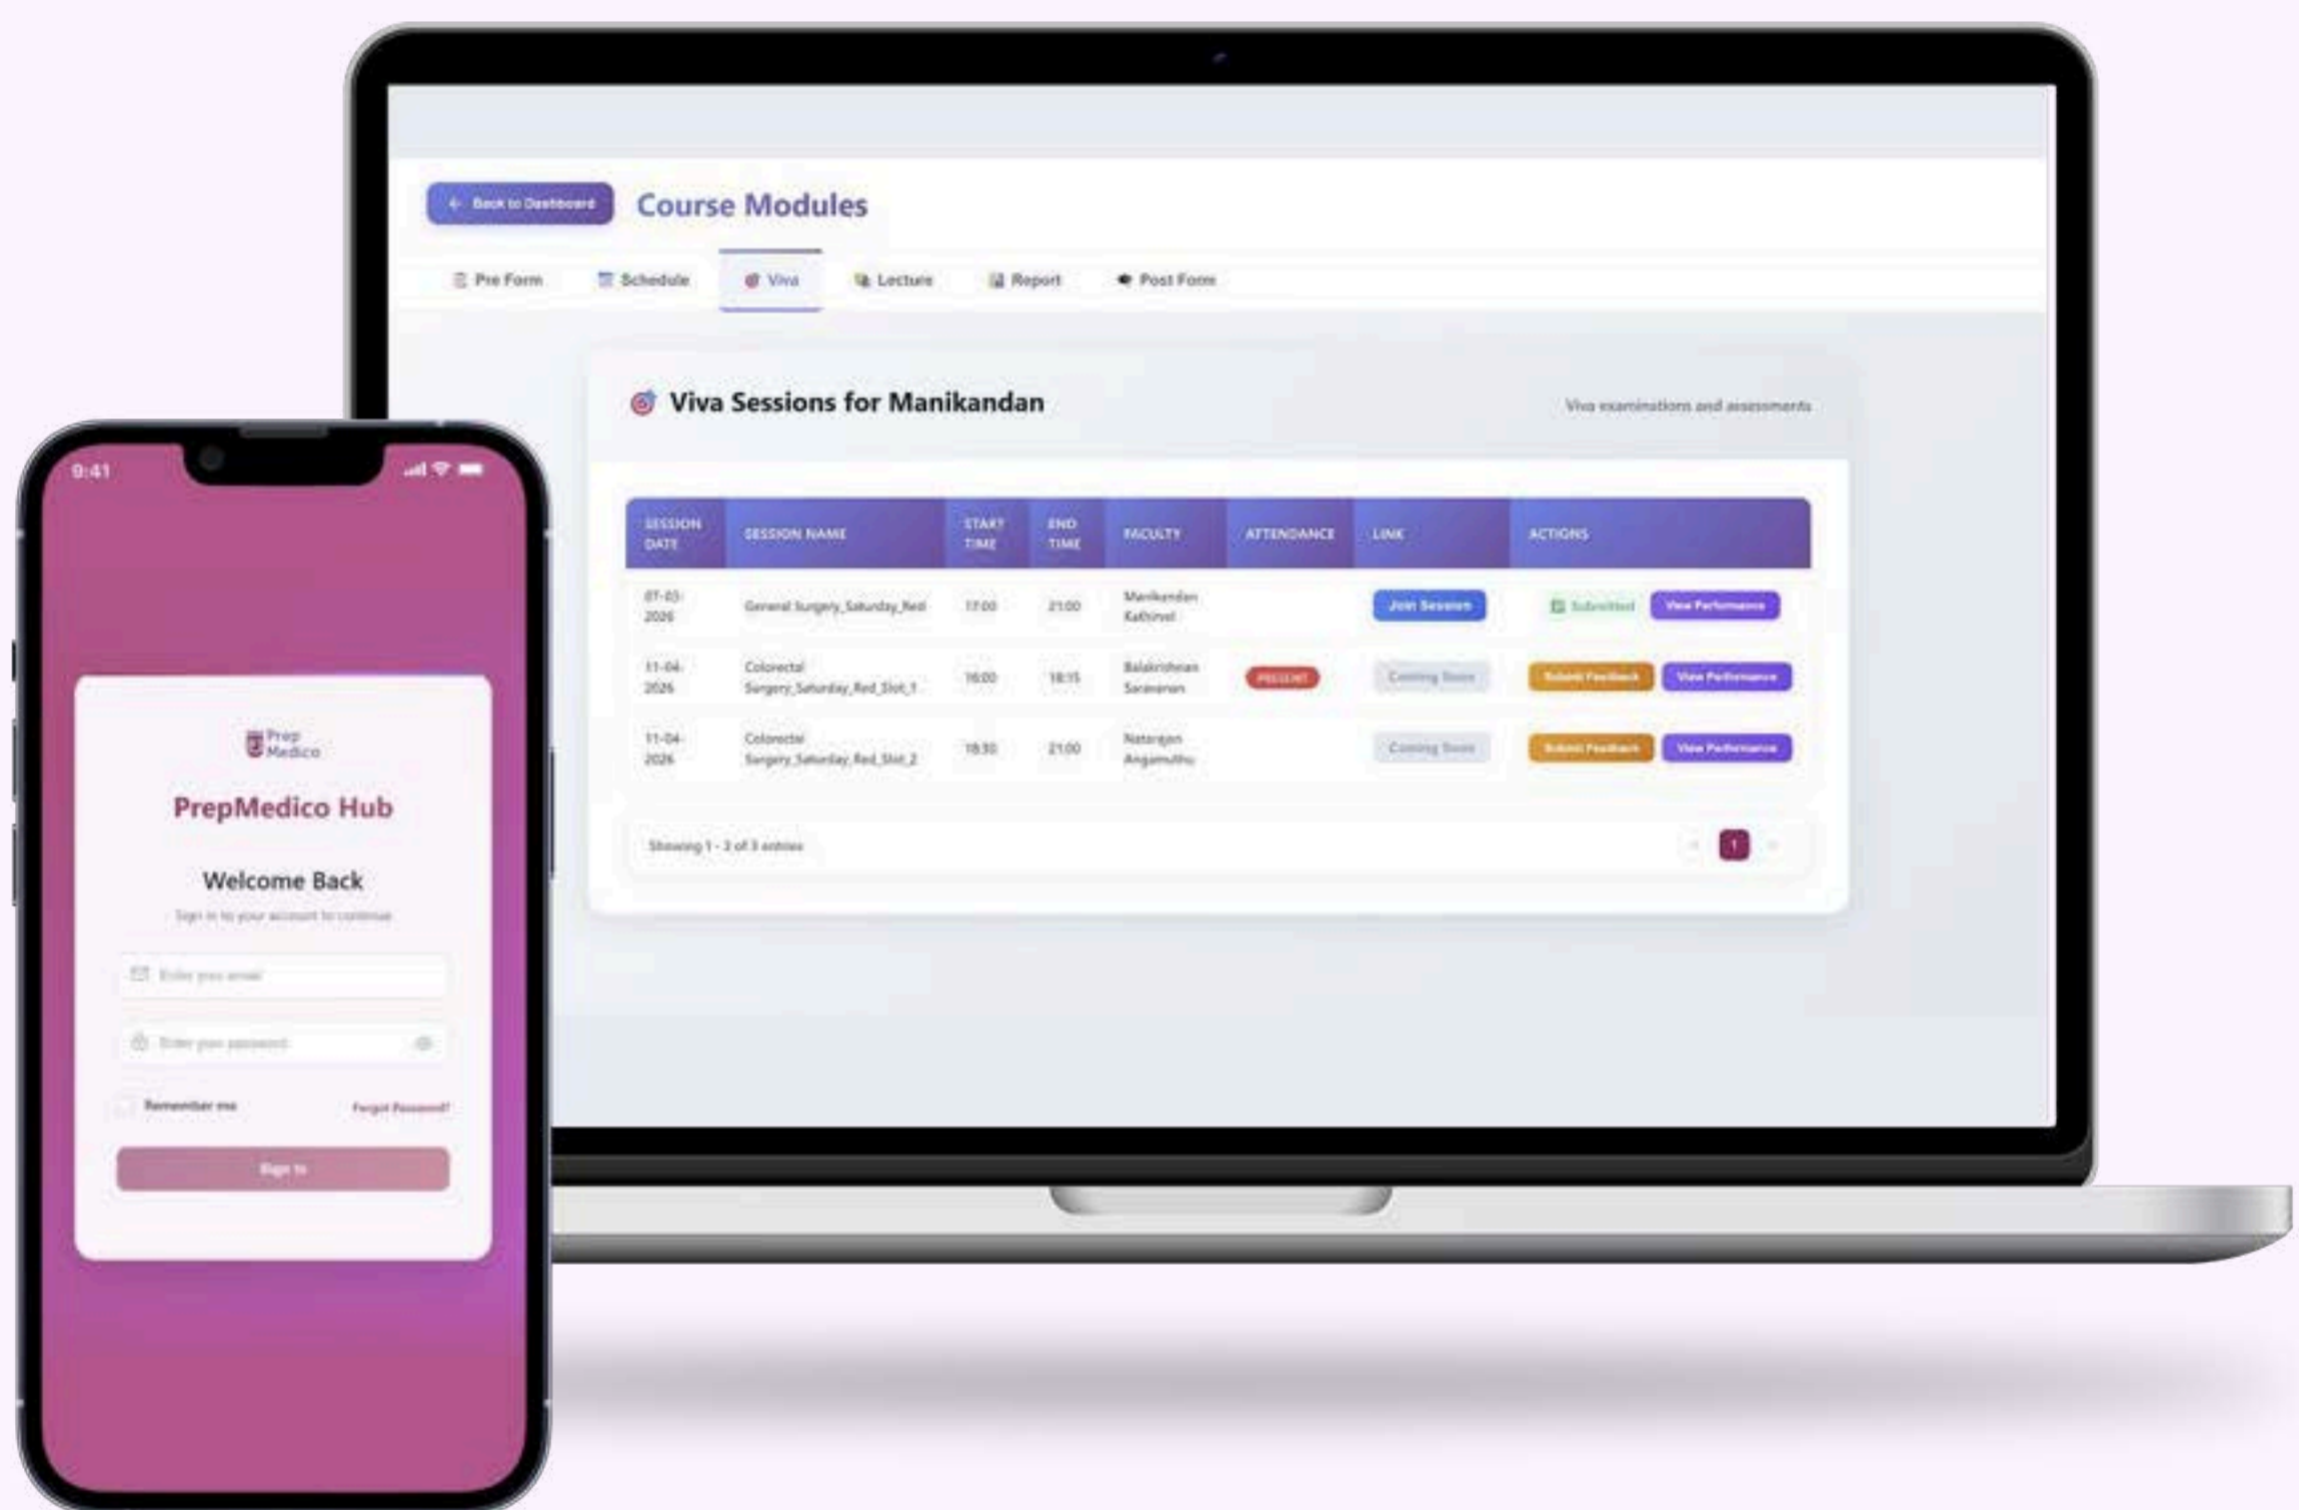 ← Back to Dashboard
Course Modules
Pre Form
Schedule
Viva
Lecture
Report
Post Form
Viva Sessions for Manikandan
Viva examinations and assessments
SESSION DATE
SESSION NAME
START TIME
END TIME
FACULTY
ATTENDANCE
LINK
ACTIONS
07-03-2026
General Surgery_Saturday_Red
17:00
21:00
Manikandan Kathirvel
Join Session
Submitted
View Performance
11-04-2026
Colorectal Surgery_Saturday_Red_Slot_1
16:00
18:15
Balakrishnan Saravanan
PRESENT
Coming Soon
Submit Feedback
View Performance
11-04-2026
Colorectal Surgery_Saturday_Red_Slot_2
18:30
21:00
Natarajan Angamuthu
Coming Soon
Submit Feedback
View Performance
Showing 1 - 3 of 3 entries
1
9:41
Prep
Medico
PrepMedico Hub
Welcome Back
Sign in to your account to continue
Enter your email
Enter your password
Remember me
Forgot Password?
Sign In